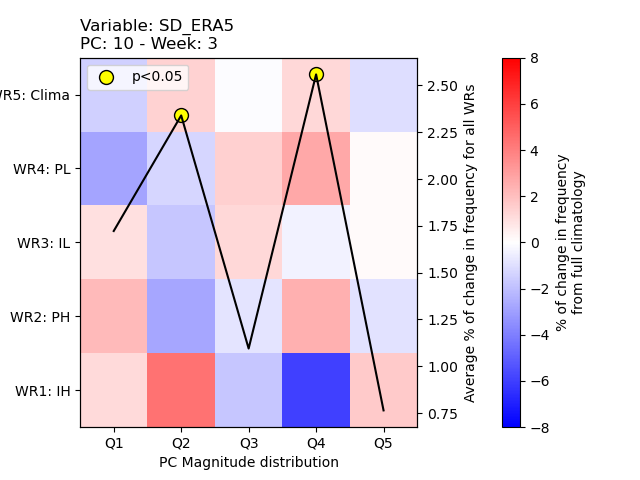 Variable: SD_ERA5
PC: 10 - Week: 3
p<0.05
WR5: Clima
WR4: PL
WR3: IL
WR2: PH
WR1: IH
Q1 Q2 Q3 Q4 Q5
PC Magnitude distribution
2.50
2.25
2.00
1.75
1.50
1.25
1.00
0.75
Average % of change in frequency for all WRs
8
6
4
2
0
−2
−4
−6
−8
% of change in frequency
from full climatology